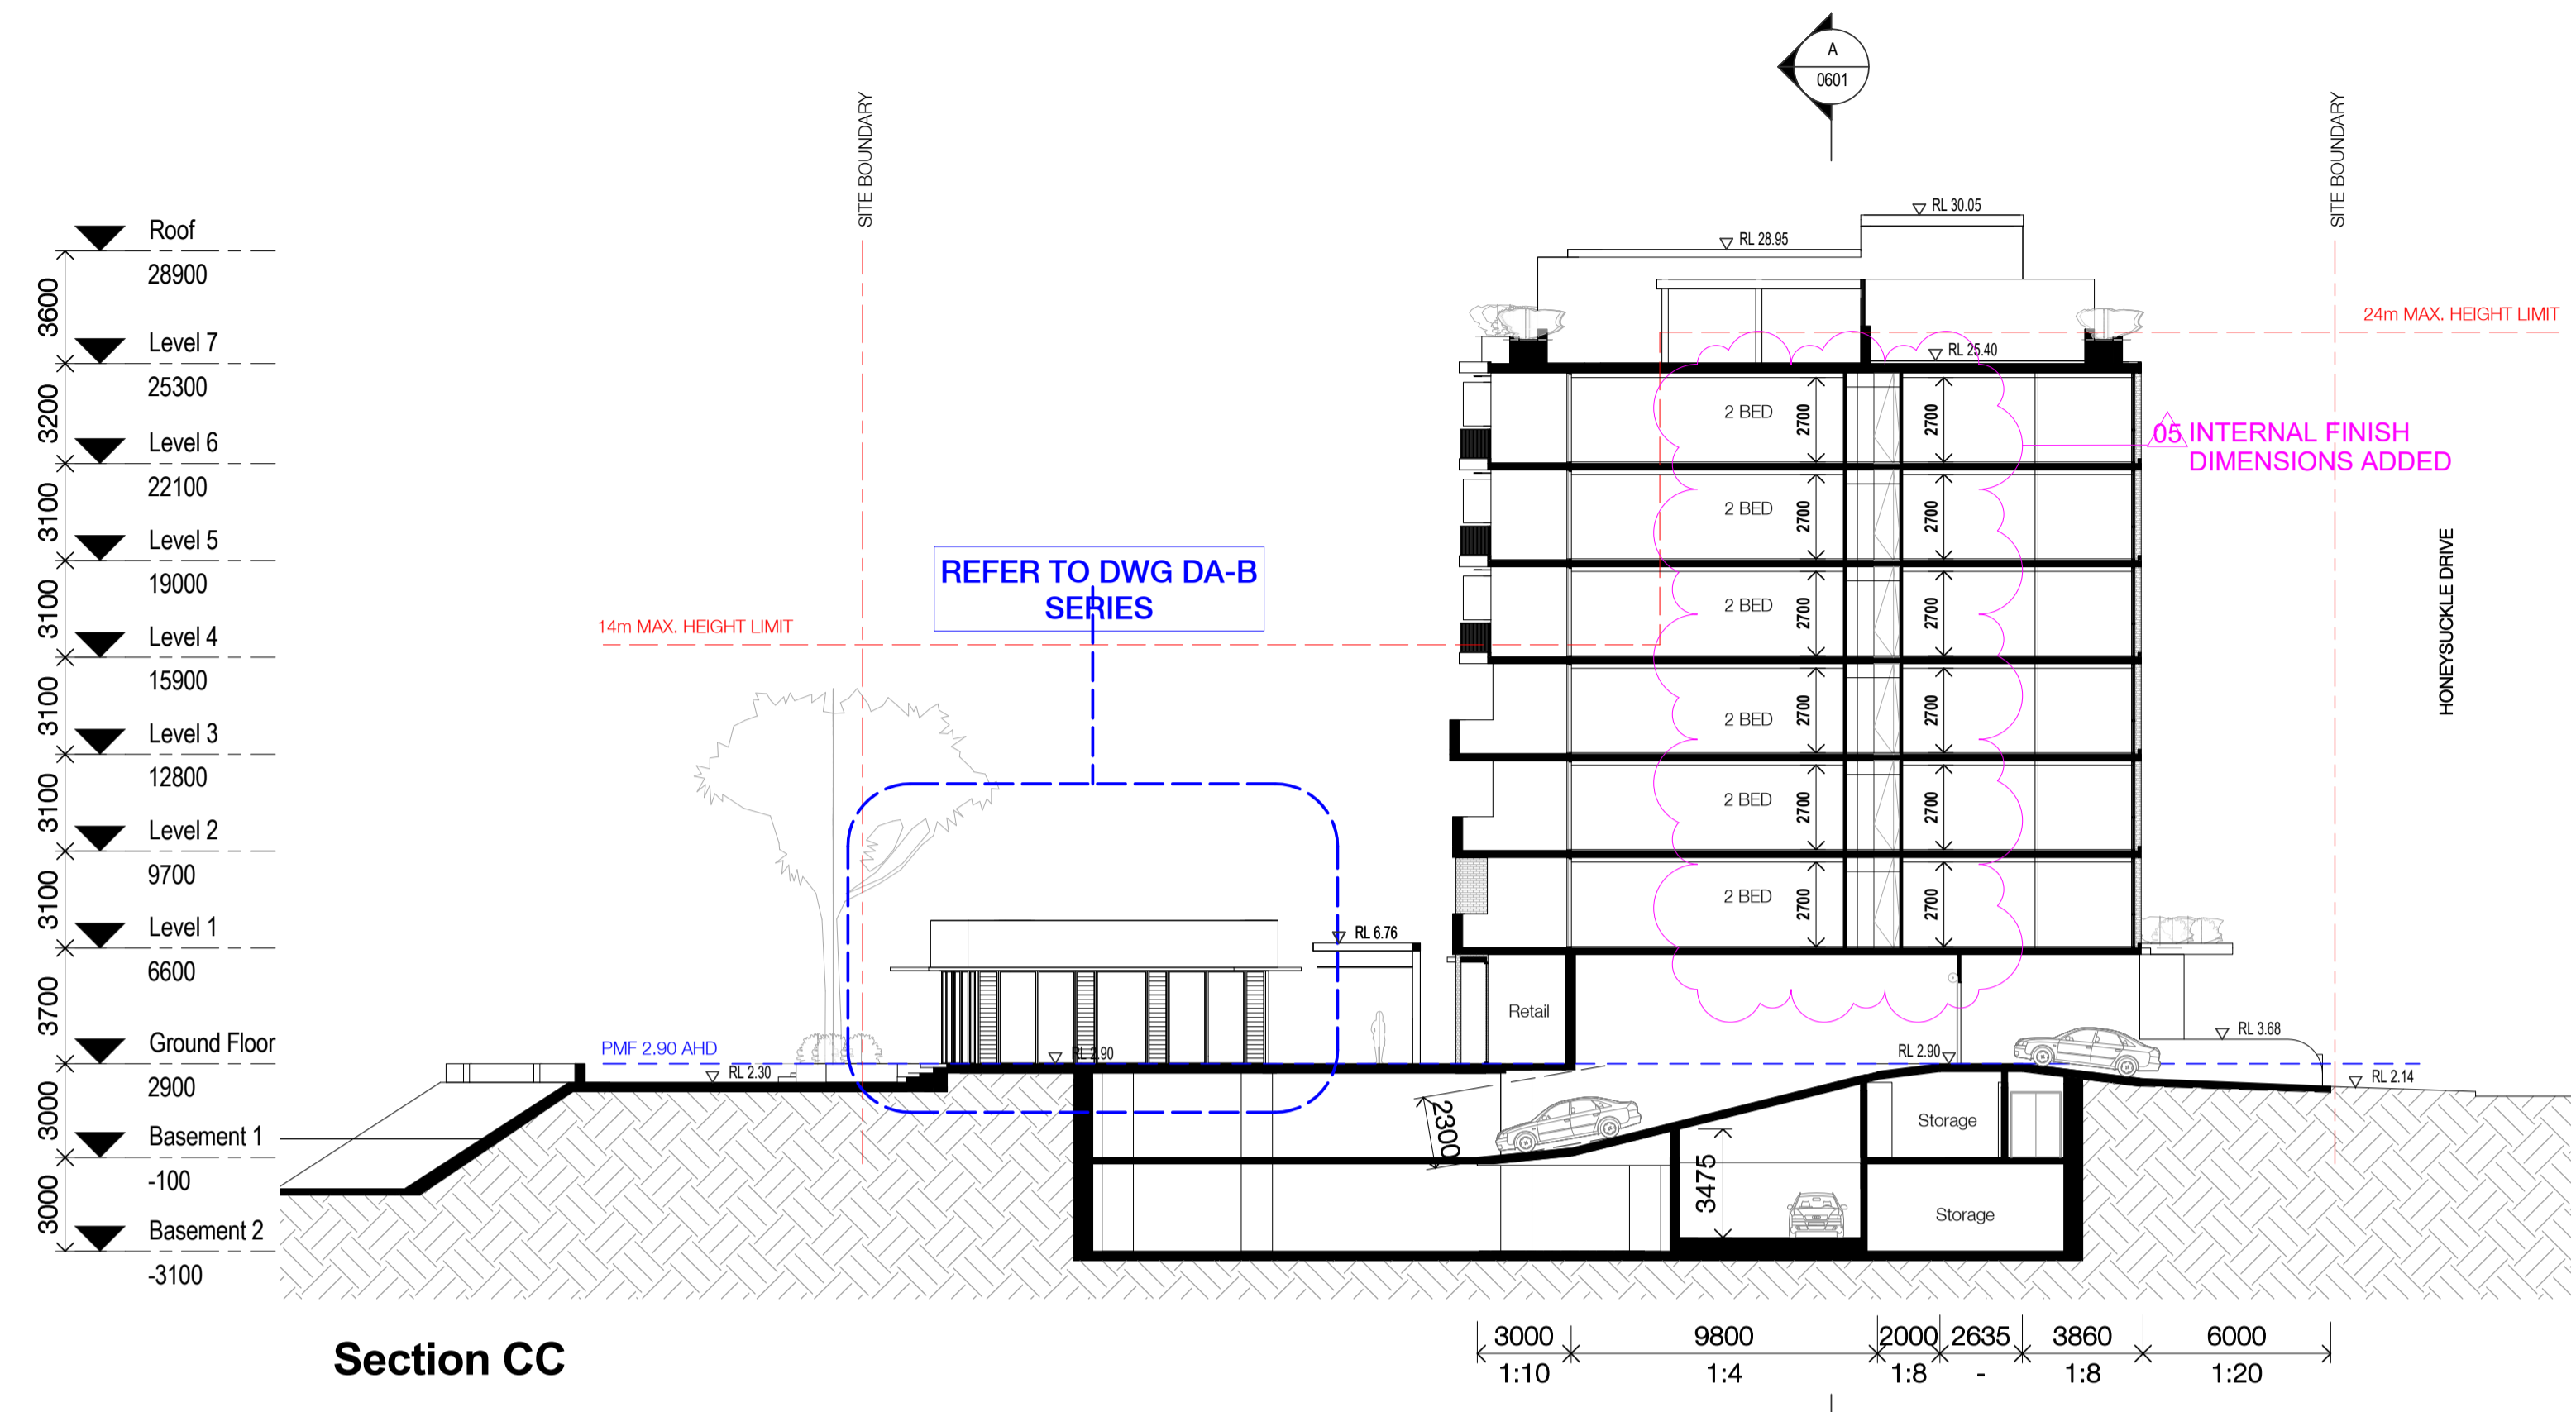 A
0601
SITE BOUNDARY
SITE BOUNDARY
Roof
28900
3600
Level 7
25300
3200
Level 6
22100
3100
Level 5
19000
3100
Level 4
15900
3100
Level 3
12800
3100
Level 2
9700
3100
Level 1
6600
3700
Ground Floor
2900
3000
Basement 1
-100
3000
Basement 2
-3100
RL 30.05
RL 28.95
24m MAX. HEIGHT LIMIT
RL 25.40
2 BED 2700 2700
05 INTERNAL FINISH
DIMENSIONS ADDED
2 BED 2700 2700
HONEYSUCKLE DRIVE
REFER TO DWG DA-B
SERIES
14m MAX. HEIGHT LIMIT
2 BED 2700 2700
2 BED 2700 2700
2 BED 2700 2700
2 BED 2700 2700
RL 6.76
Retail
RL 3.68
PMF 2.90 AHD
RL 2.90
RL 2.90
RL 2.30
RL 2.14
2300
Storage
3475
Storage
Section CC
3000 9800 2000 2635 3860 6000
1:10 1:4 1:8 - 1:8 1:20